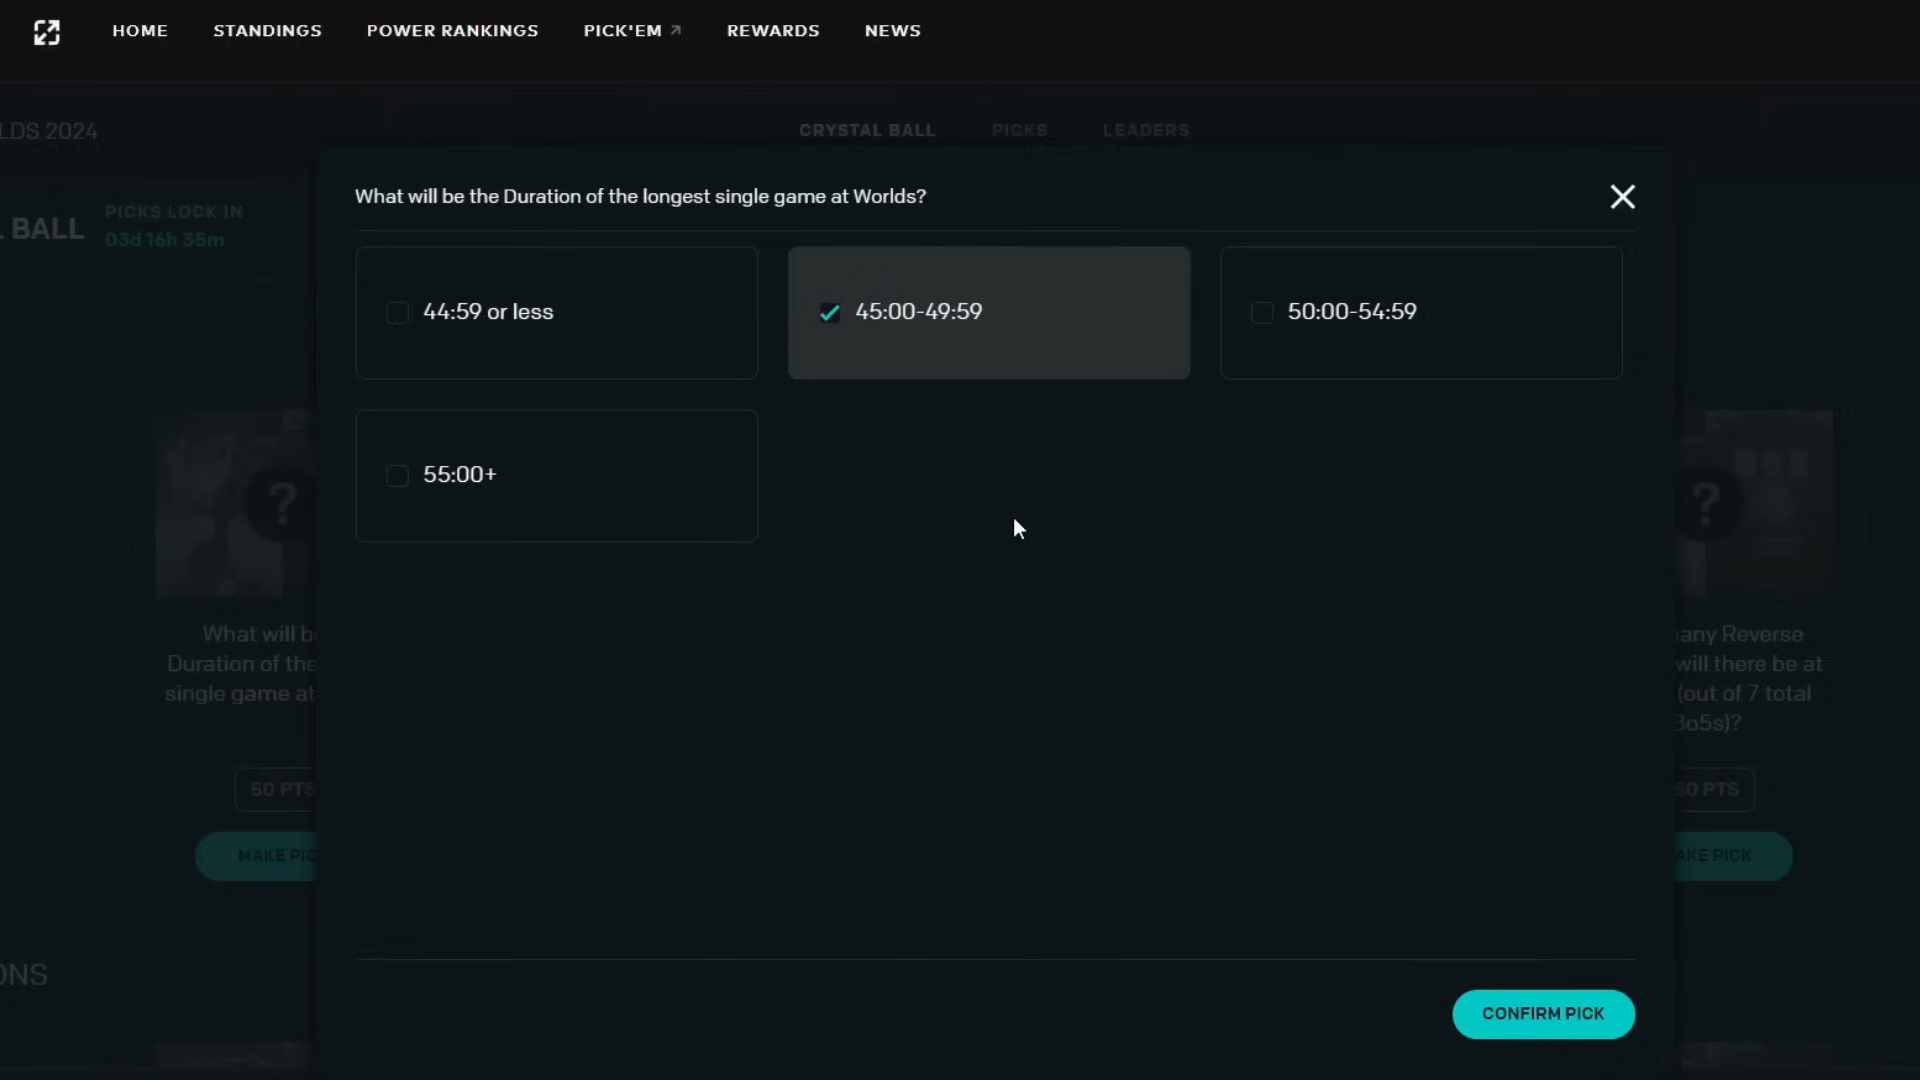 HOME STANDINGS POWER RANKINGS PICK'EM REWARDS NEWS
LDS 2024
CRYSTAL BALL PICKS LEADERS
BALL
PICKS LOCK IN
03d 16h 35m
What will be the Duration of the longest single game at Worlds?
44:59 or less
45:00-49:59
50:00-54:59
55:00+
?
What will b
Duration of the
single game at
50 PTS
MAKE PIC
?
any Reverse
will there be at
(out of 7 total
Bo5s)?
50 PTS
AKE PICK
ONS
CONFIRM PICK